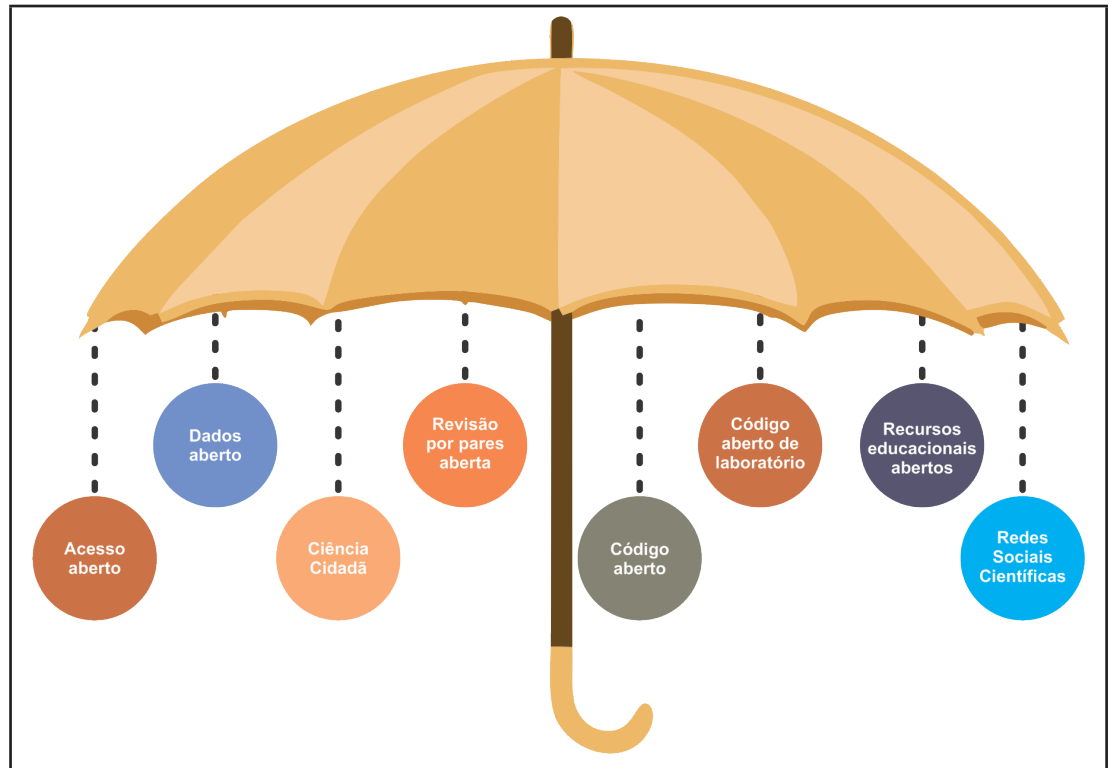 Acesso
aberto
Dados
aberto
Ciência
Cidadã
Revisão
por pares
aberta
Código
aberto
Código
aberto de
laboratório
Recursos
educacionais
abertos
Redes
Sociais
Científicas